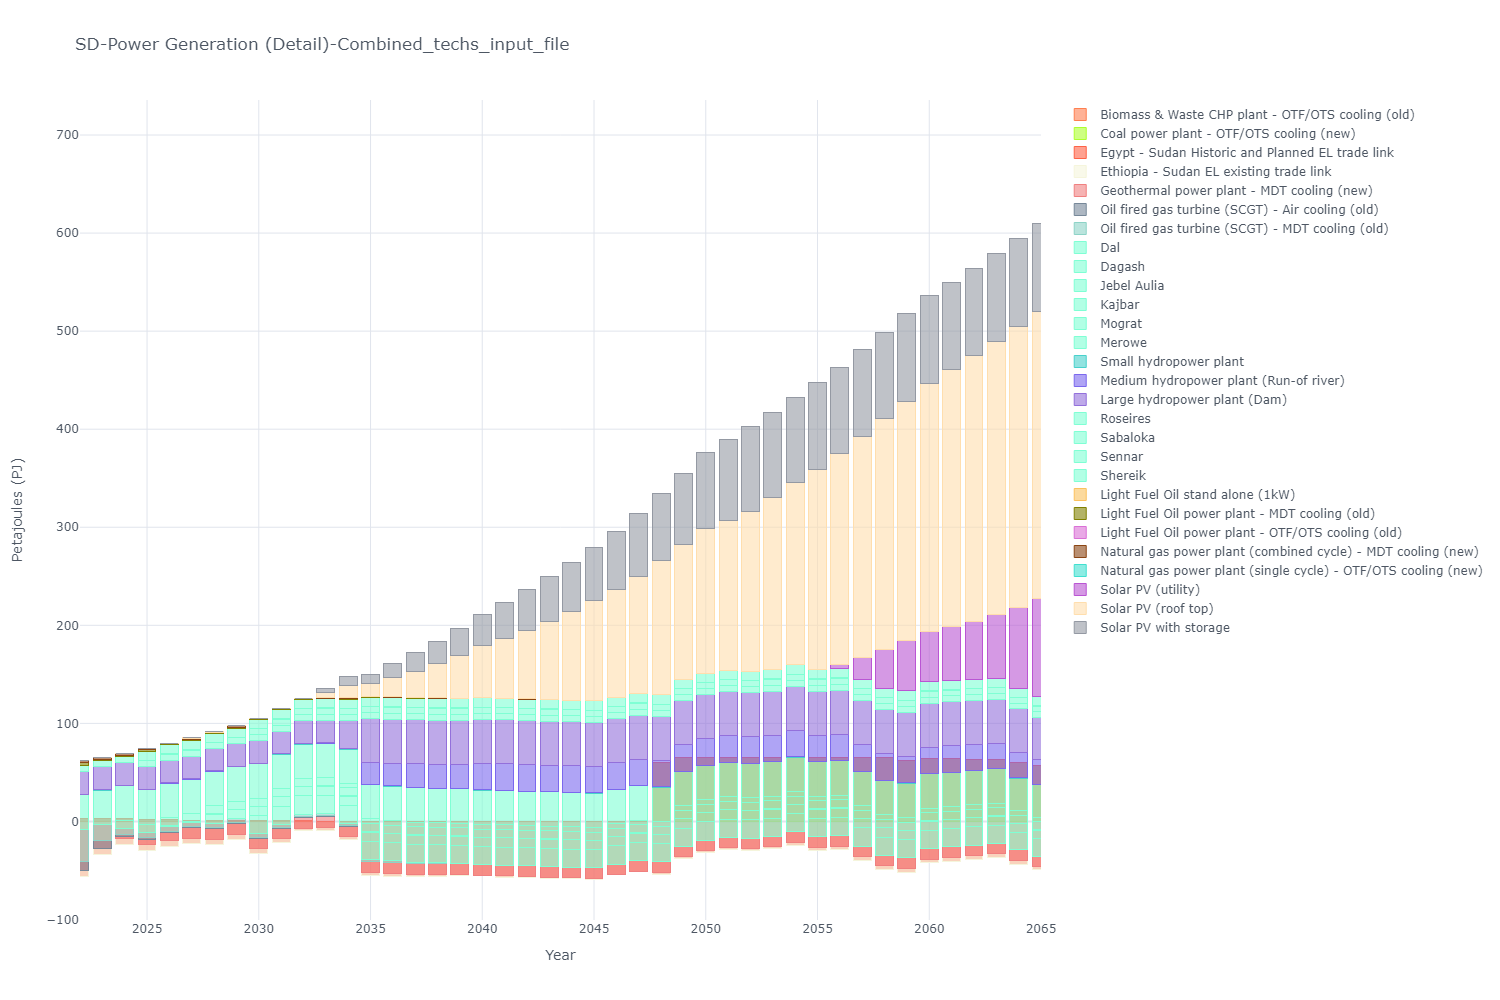 SD-Power Generation (Detail)-Combined_techs_input_file
Petajoules (PJ)
700
600
500
400
300
200
100
0
−100
2025
2030
2035
2040
2045
2050
2055
2060
2065
Year
Biomass & Waste CHP plant - OTF/OTS cooling (old)
Coal power plant - OTF/OTS cooling (new)
Egypt - Sudan Historic and Planned EL trade link
Ethiopia - Sudan EL existing trade link
Geothermal power plant - MDT cooling (new)
Oil fired gas turbine (SCGT) - Air cooling (old)
Oil fired gas turbine (SCGT) - MDT cooling (old)
Dal
Dagash
Jebel Aulia
Kajbar
Mograt
Merowe
Small hydropower plant
Medium hydropower plant (Run-of river)
Large hydropower plant (Dam)
Roseires
Sabaloka
Sennar
Shereik
Light Fuel Oil stand alone (1kW)
Light Fuel Oil power plant - MDT cooling (old)
Light Fuel Oil power plant - OTF/OTS cooling (old)
Natural gas power plant (combined cycle) - MDT cooling (new)
Natural gas power plant (single cycle) - OTF/OTS cooling (new)
Solar PV (utility)
Solar PV (roof top)
Solar PV with storage